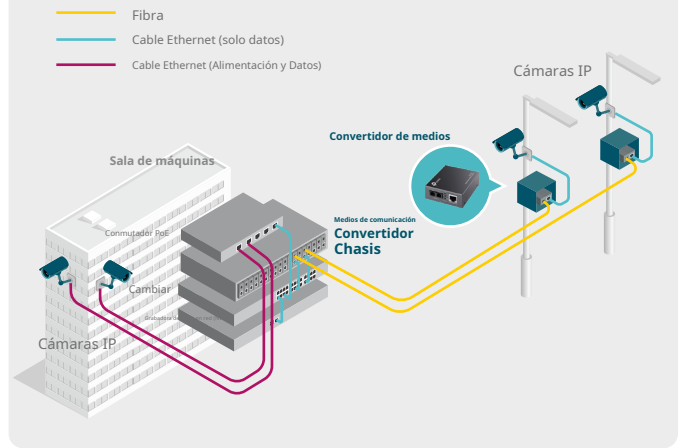 Fibra
Cable Ethernet (solo datos)
Cable Ethernet (Alimentación y Datos)
Cámaras IP
Convertidor de medios
Sala de máquinas
Medios de comunicación
Convertidor
Chasis
Conmutador PoE
Cambiar
Cámaras IP